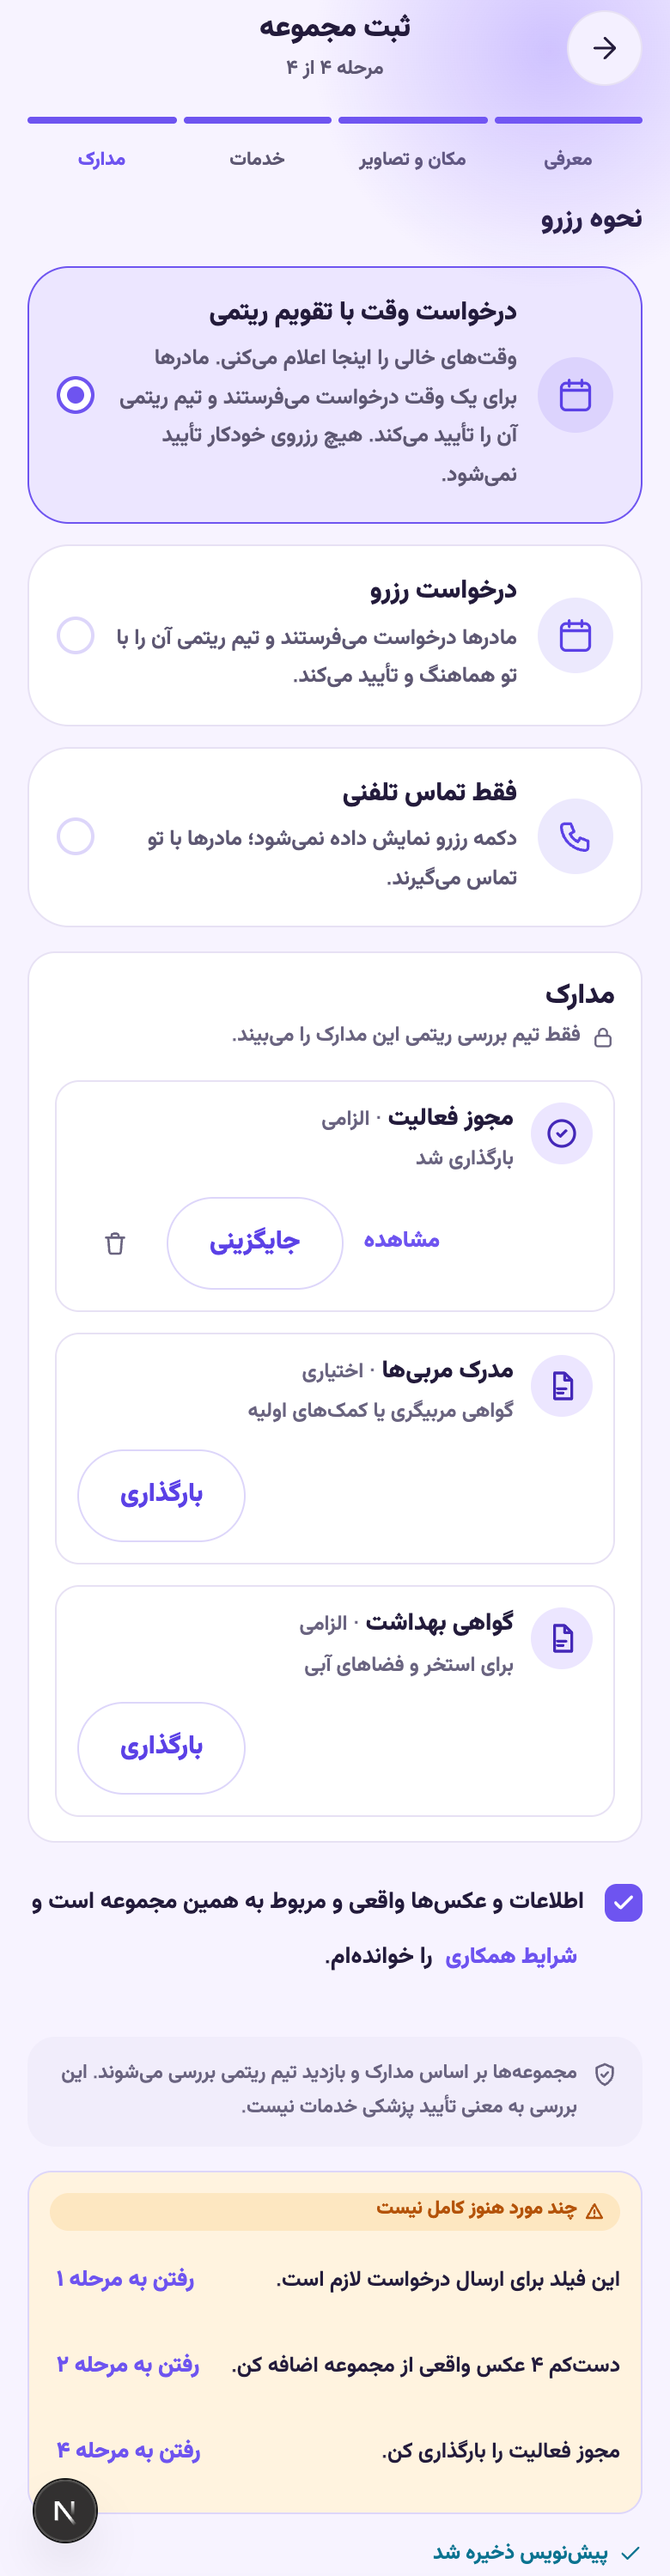 ثبت مجموعه
مرحله ۴ از ۴
معرفی
مکان و تصاویر
خدمات
مدارک
نحوه رزرو
درخواست وقت با تقویم ریتمی
وقت‌های خالی را اینجا اعلام می‌کنی. مادرها
برای یک وقت درخواست می‌فرستند و تیم ریتمی
آن را تأیید می‌کند. هیچ رزروی خودکار تأیید
نمی‌شود.
درخواست رزرو
مادرها درخواست می‌فرستند و تیم ریتمی آن را با
تو هماهنگ و تأیید می‌کند.
فقط تماس تلفنی
دکمه رزرو نمایش داده نمی‌شود؛ مادرها با تو
تماس می‌گیرند.
مدارک
فقط تیم بررسی ریتمی این مدارک را می‌بیند.
مجوز فعالیت · الزامی
بارگذاری شد
مشاهده
جایگزینی
مدرک مربی‌ها · اختیاری
گواهی مربیگری یا کمک‌های اولیه
بارگذاری
گواهی بهداشت · الزامی
برای استخر و فضاهای آبی
بارگذاری
اطلاعات و عکس‌ها واقعی و مربوط به همین مجموعه است و
شرایط همکاری را خوانده‌ام.
مجموعه‌ها بر اساس مدارک و بازدید تیم ریتمی بررسی می‌شوند. این
بررسی به معنی تأیید پزشکی خدمات نیست.
چند مورد هنوز کامل نیست
این فیلد برای ارسال درخواست لازم است. رفتن به مرحله ۱
دست‌کم ۴ عکس واقعی از مجموعه اضافه کن. رفتن به مرحله ۲
مجوز فعالیت را بارگذاری کن. رفتن به مرحله ۴
N
پیش‌نویس ذخیره شد